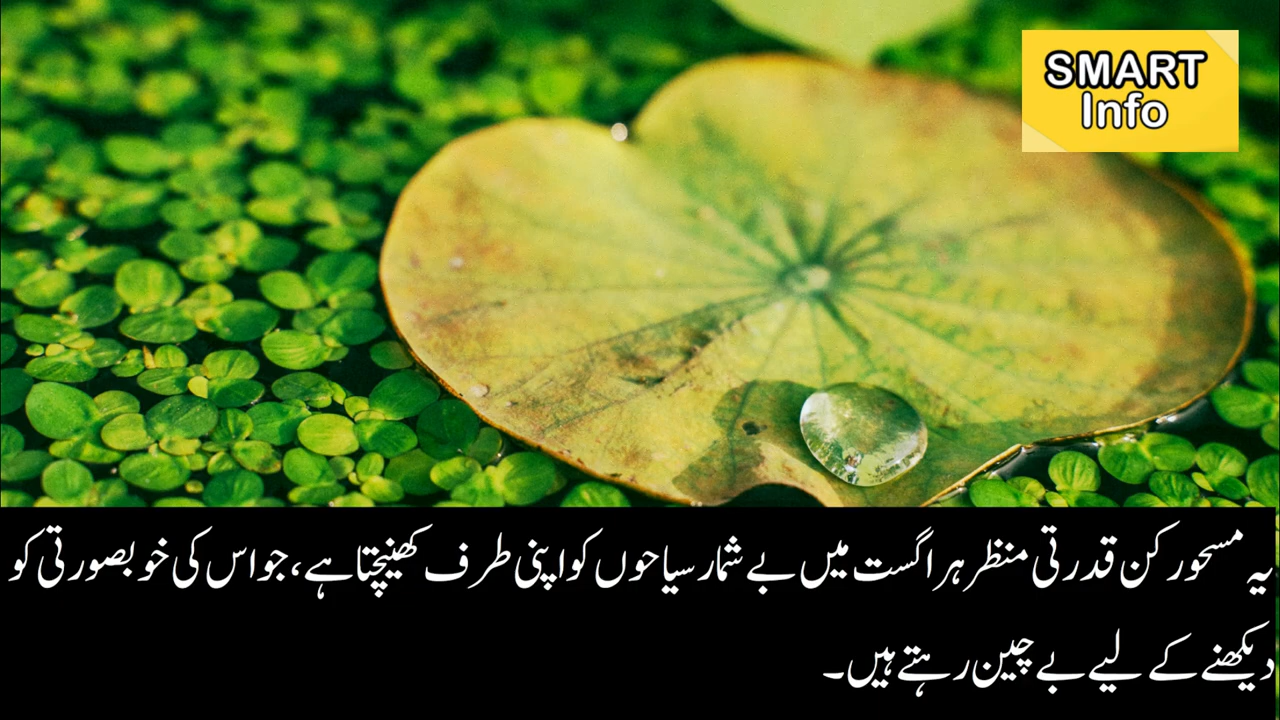 SMART
Info
یہ مسحور کن قدرتی منظر ہر اگست میں بے شمار سیاحوں کو اپنی طرف کھینچتا ہے، جو اس کی خوبصورتی کو
دیکھنے کے لیے بے چین رہتے ہیں۔